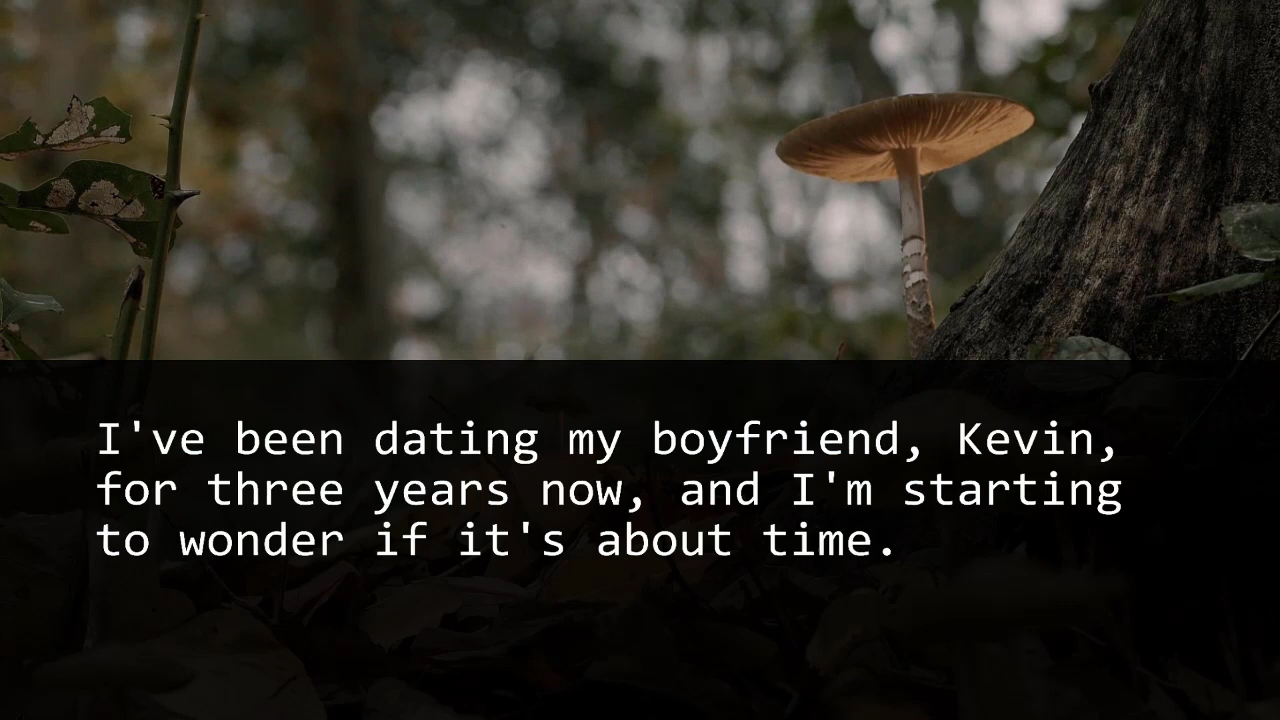 I've been dating my boyfriend, Kevin,
for three years now, and I'm starting
to wonder if it's about time.